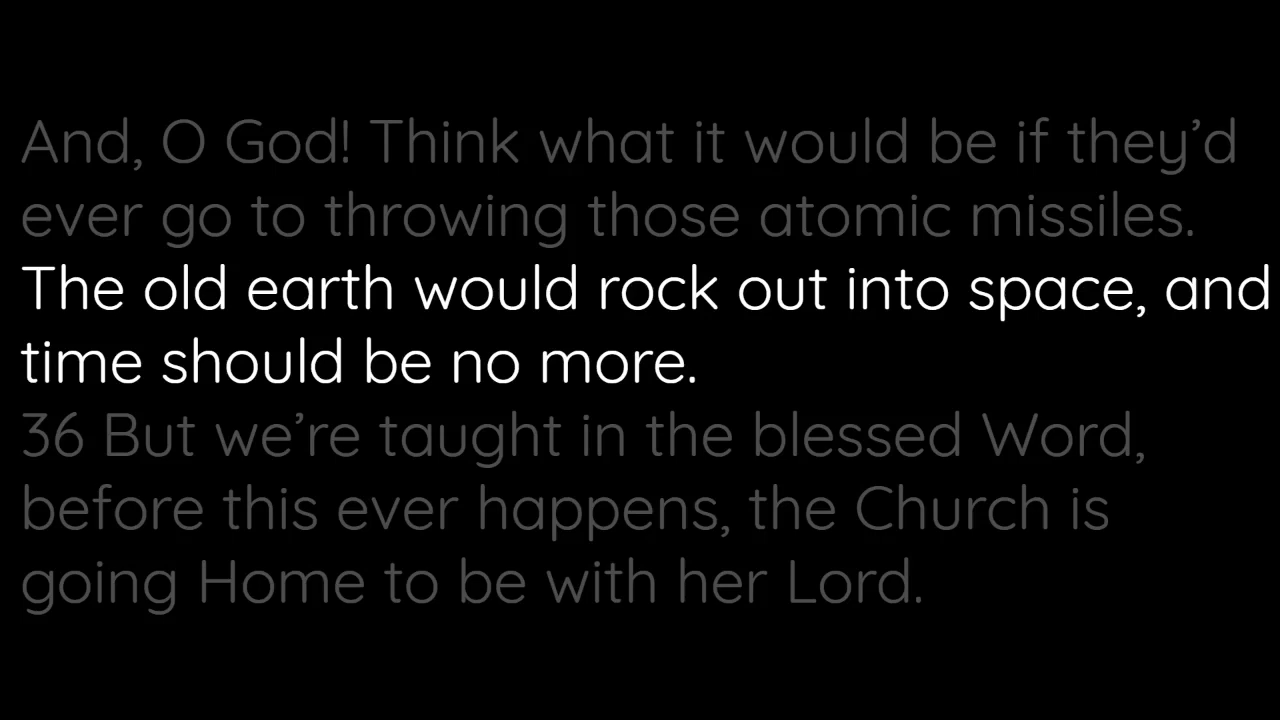 And, O God! Think what it would be if they’d
ever go to throwing those atomic missiles.
The old earth would rock out into space, and
time should be no more.
36 But we’re taught in the blessed Word,
before this ever happens, the Church is
going Home to be with her Lord.